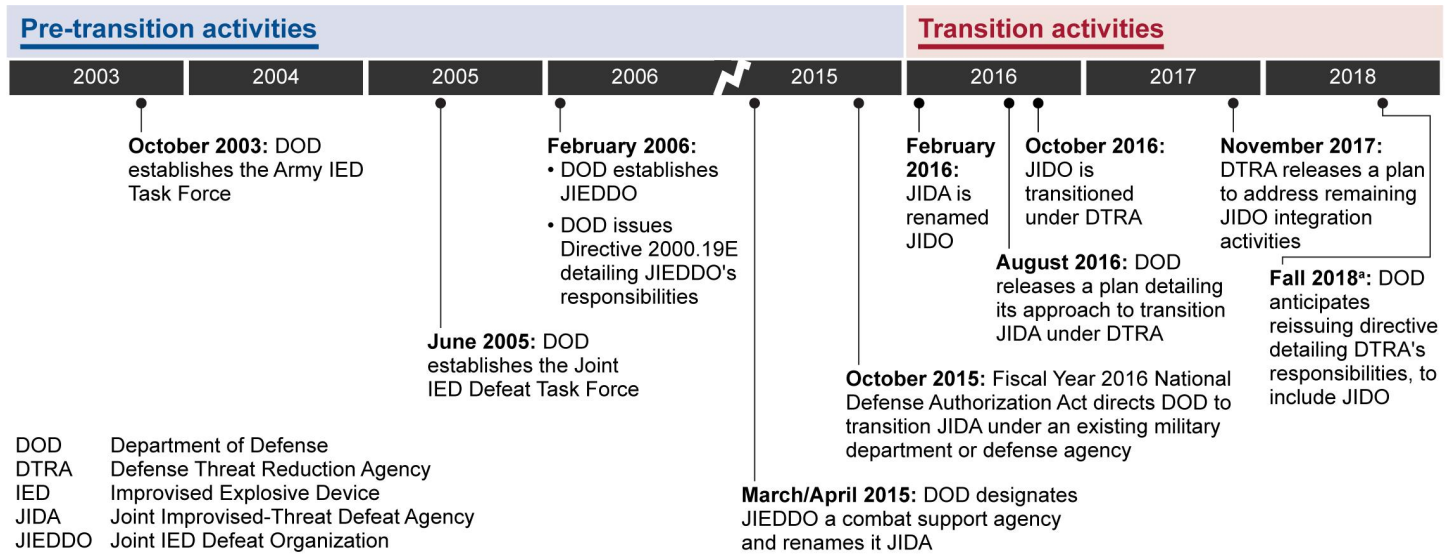 Pre-transition activities
Transition activities
2003
2004
2005
2006
2015
2016
2017
2018
October 2003: DOD
establishes the Army IED
Task Force
June 2005: DOD
establishes the Joint
IED Defeat Task Force
February 2006:
• DOD establishes
JIEDDO
• DOD issues
Directive 2000.19E
detailing JIEDDO's
responsibilities
March/April 2015: DOD designates
JIEDDO a combat support agency
and renames it JIDA
October 2015: Fiscal Year 2016 National
Defense Authorization Act directs DOD to
transition JIDA under an existing military
department or defense agency
February
2016:
JIDA is
renamed
JIDO
August 2016: DOD
releases a plan detailing
its approach to transition
JIDA under DTRA
October 2016:
JIDO is
transitioned
under DTRA
November 2017:
DTRA releases a plan
to address remaining
JIDO integration
activities
Fall 2018ª: DOD
anticipates
reissuing directive
detailing DTRA's
responsibilities, to
include JIDO
DOD Department of Defense
DTRA Defense Threat Reduction Agency
IED Improvised Explosive Device
JIDA Joint Improvised-Threat Defeat Agency
JIEDDO Joint IED Defeat Organization